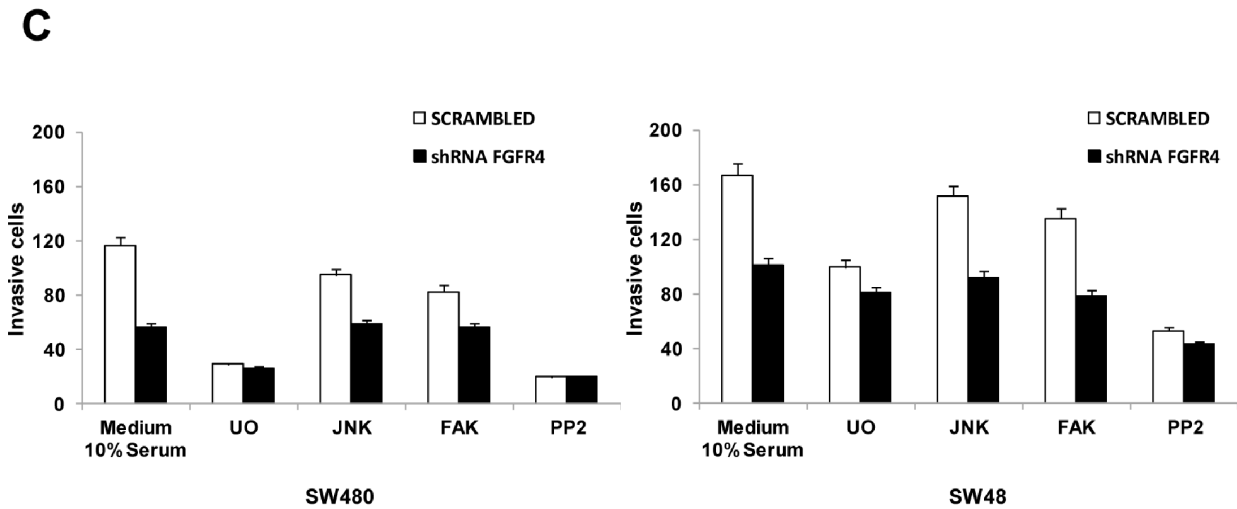 C
SCRAMBLED
shRNA FGFR4
200
160
120
80
40
0
Invasive cells
Medium
10% Serum
UO
JNK
FAK
PP2
SW480
SCRAMBLED
shRNA FGFR4
200
160
120
80
40
0
Invasive cells
Medium
10% Serum
UO
JNK
FAK
PP2
SW48